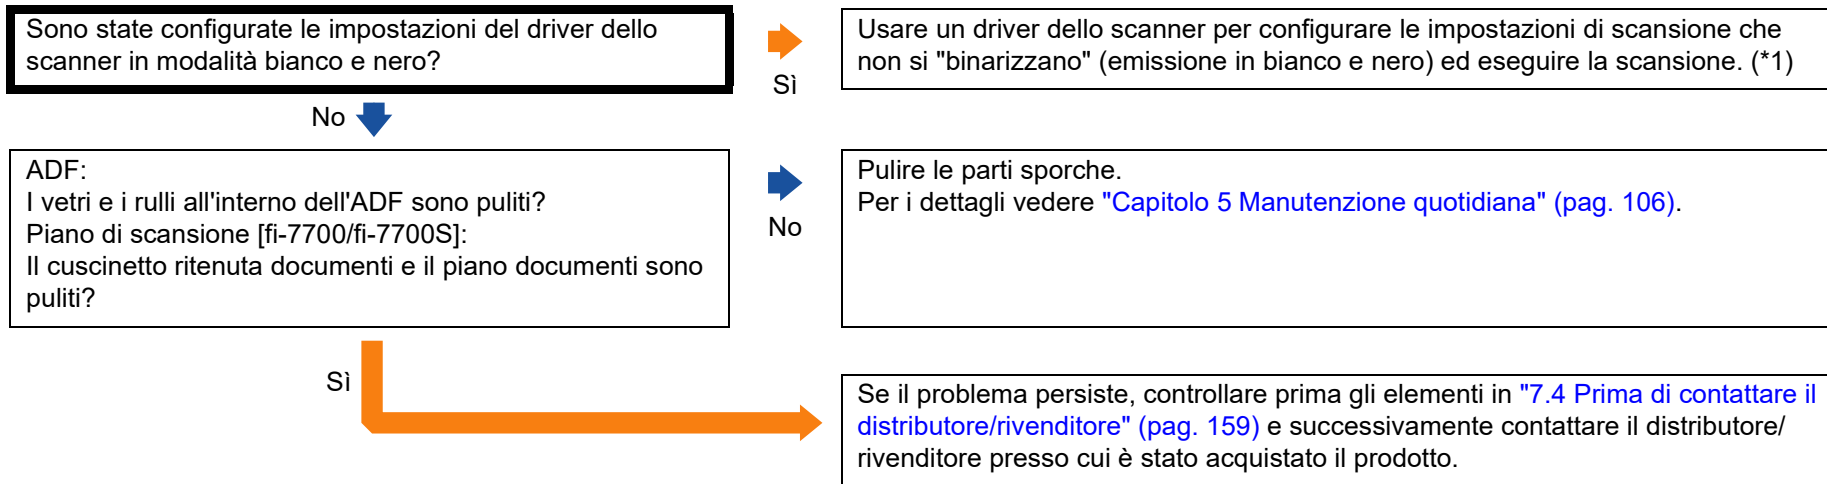 Sono state configurate le impostazioni del driver dello
scanner in modalità bianco e nero?
Sì
Usare un driver dello scanner per configurare le impostazioni di scansione che
non si "binarizzano" (emissione in bianco e nero) ed eseguire la scansione. (*1)
No
ADF:
I vetri e i rulli all'interno dell'ADF sono puliti?
Piano di scansione [fi-7700/fi-7700S]:
Il cuscinetto ritenuta documenti e il piano documenti sono
puliti?
No
Pulire le parti sporche.
Per i dettagli vedere "Capitolo 5 Manutenzione quotidiana" (pag. 106).
Sì
Se il problema persiste, controllare prima gli elementi in "7.4 Prima di contattare il
distributore/rivenditore" (pag. 159) e successivamente contattare il distributore/
rivenditore presso cui è stato acquistato il prodotto.